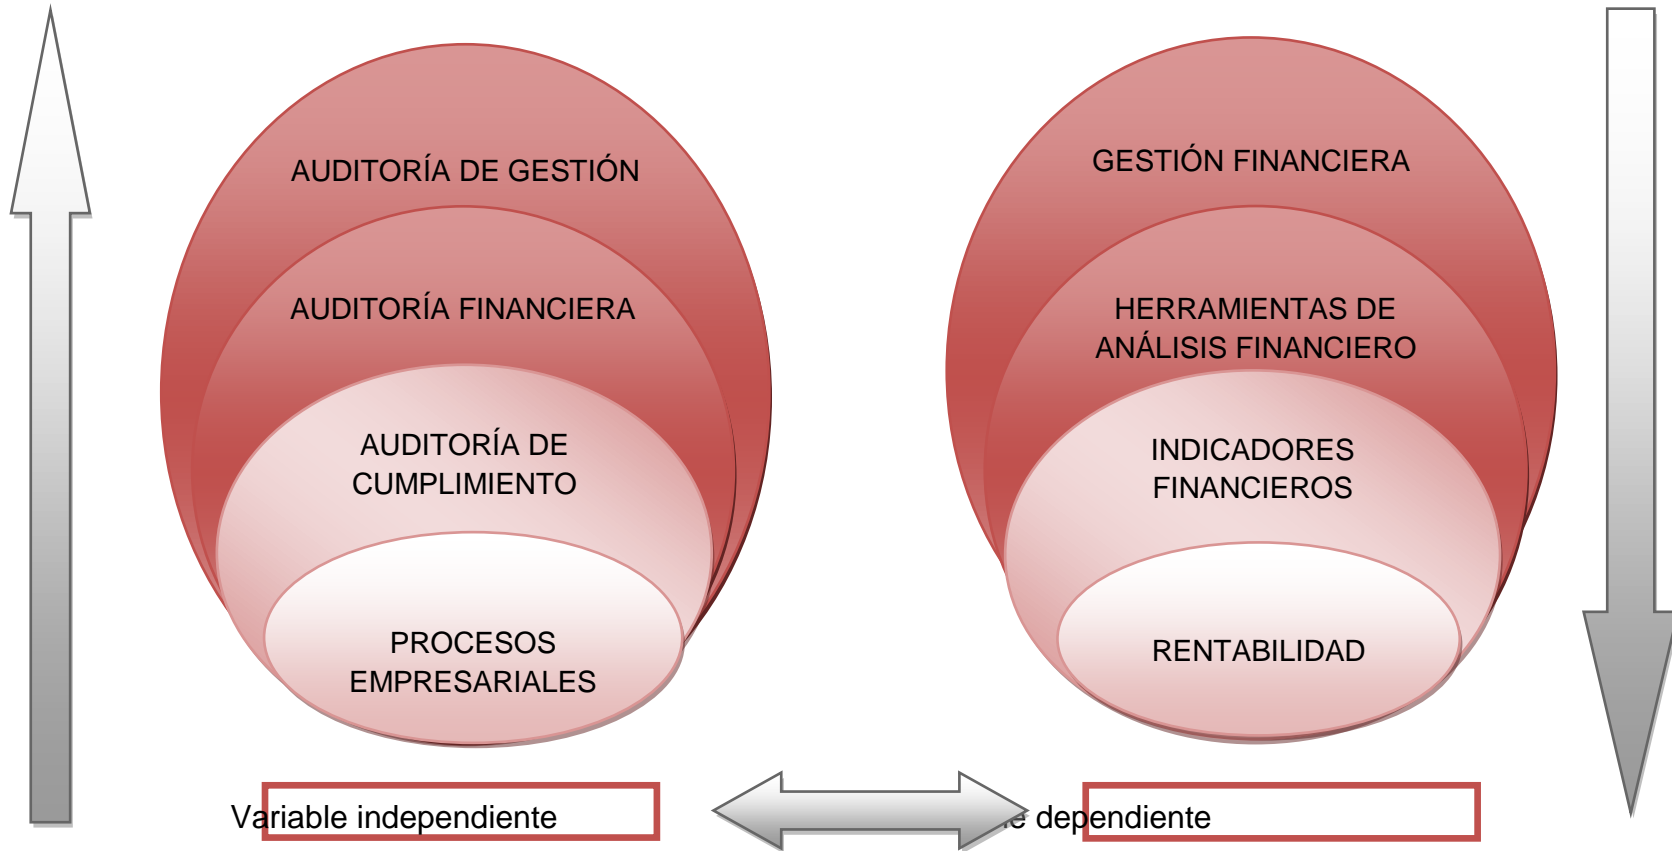 AUDITORÍA DE GESTIÓN
AUDITORÍA FINANCIERA
AUDITORÍA DE
CUMPLIMIENTO
PROCESOS
EMPRESARIALES
GESTIÓN FINANCIERA
HERRAMIENTAS DE
ANÁLISIS FINANCIERO
INDICADORES
FINANCIEROS
RENTABILIDAD
Variable independiente
dependiente